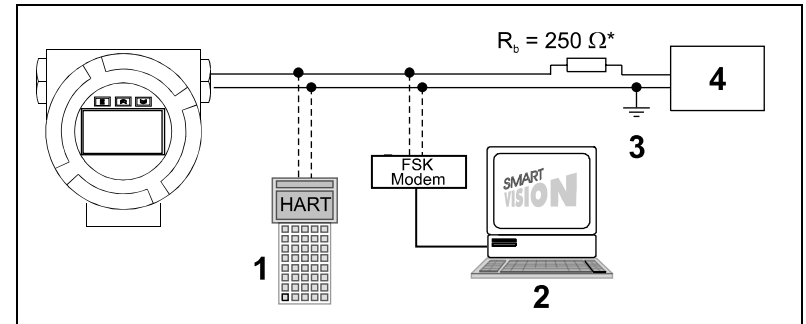 R_b = 250 Ω*
4
3
FSK
Modem
SMART
VISION
HART
1
2